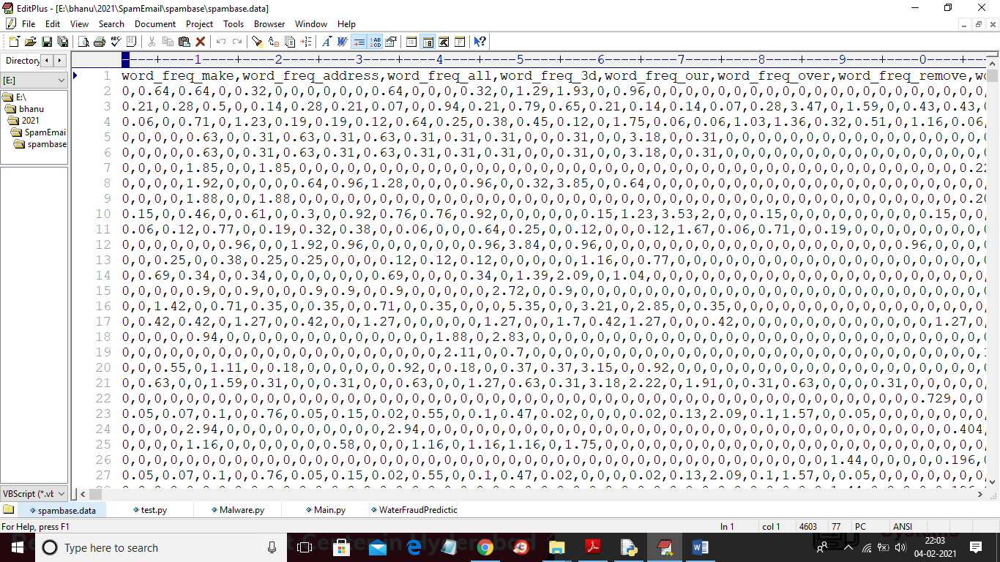 EditPlus - [E:\bhanu\2021\SpamEmail\spambase\spambase.data]
File Edit View Search Document Project Tools Browser Window Help
Directory
[E:]
E:\
bhanu
2021
SpamEmai
spambase
----+----1----+----2----+----3----+----4----+----5----+----6----+----7----+----8----+----9----+----0----+--
1 word_freq_make,word_freq_address,word_freq_all,word_freq_3d,word_freq_our,word_freq_over,word_freq_remove,wo
2 0,0.64,0.64,0,0.32,0,0,0,0,0,0,0.64,0,0,0,0.32,0,1.29,1.93,0,0.96,0,0,0,0,0,0,0,0,0,0,0,0,0,0,0,0,0,0,0,0,
3 0.21,0.28,0.5,0,0.14,0.28,0.21,0.07,0,0.94,0.21,0.79,0.65,0.21,0.14,0.14,0.07,0.28,3.47,0,1.59,0,0.43,0.43,0
4 0.06,0,0.71,0,1.23,0.19,0.19,0.12,0.64,0.25,0.38,0.45,0.12,0,1.75,0.06,0.06,1.03,1.36,0.32,0.51,0,1.16,0.06,
5 0,0,0,0,0.63,0,0.31,0.63,0.31,0.63,0.31,0.31,0.31,0,0,0.31,0,0,3.18,0,0.31,0,0,0,0,0,0,0,0,0,0,0,0,0,0,0,0,
6 0,0,0,0,0.63,0,0.31,0.63,0.31,0.63,0.31,0.31,0.31,0,0,0.31,0,0,3.18,0,0.31,0,0,0,0,0,0,0,0,0,0,0,0,0,0,0,0,
7 0,0,0,0,1.85,0,0,1.85,0,0,0,0,0,0,0,0,0,0,0,0,0,0,0,0,0,0,0,0,0,0,0,0,0,0,0,0,0,0,0,0,0,0,0,0,0,0,0,0,0,0.22
8 0,0,0,0,1.92,0,0,0,0,0.64,0.96,1.28,0,0,0,0.96,0,0.32,3.85,0,0.64,0,0,0,0,0,0,0,0,0,0,0,0,0,0,0,0,0,0,0,0,
9 0,0,0,0,1.88,0,0,1.88,0,0,0,0,0,0,0,0,0,0,0,0,0,0,0,0,0,0,0,0,0,0,0,0,0,0,0,0,0,0,0,0,0,0,0,0,0,0,0,0,0,0.20
10 0.15,0,0.46,0,0.61,0,0.3,0,0.92,0.76,0.76,0.92,0,0,0,0,0,0.15,1.23,3.53,2,0,0,0.15,0,0,0,0,0,0,0,0,0.15,0,0,
11 0.06,0.12,0.77,0,0.19,0.32,0.38,0,0.06,0,0,0.64,0.25,0,0.12,0,0,0.12,1.67,0.06,0.71,0,0.19,0,0,0,0,0,0,0,0,0
12 0,0,0,0,0,0,0.96,0,0,1.92,0.96,0,0,0,0,0,0,0.96,3.84,0,0.96,0,0,0,0,0,0,0,0,0,0,0,0,0,0,0,0,0,0,0.96,0,0,0
13 0,0,0.25,0,0.38,0.25,0.25,0,0,0,0.12,0.12,0.12,0,0,0,0,0,1.16,0,0.77,0,0,0,0,0,0,0,0,0,0,0,0,0,0,0,0,0,0,0
14 0,0.69,0.34,0,0.34,0,0,0,0,0,0,0.69,0,0,0,0.34,0,1.39,2.09,0,1.04,0,0,0,0,0,0,0,0,0,0,0,0,0,0,0,0,0,0,0,0,
15 0,0,0,0,0.9,0,0.9,0,0,0.9,0.9,0,0.9,0,0,0,0,0,2.72,0,0.9,0,0,0,0,0,0,0,0,0,0,0,0,0,0,0,0,0,0,0,0,0,0,0,0
16 0,0,1.42,0,0.71,0.35,0,0.35,0,0.71,0,0.35,0,0,0,5.35,0,0,3.21,0,2.85,0,0.35,0,0,0,0,0,0,0,0,0,0,0,0,0,0,0
17 0,0.42,0.42,0,1.27,0,0.42,0,0,1.27,0,0,0,0,0,1.27,0,0,1.7,0.42,1.27,0,0,0.42,0,0,0,0,0,0,0,0,0,0,0,0,1.27,0
18 0,0,0,0,0.94,0,0,0,0,0,0,0,0,0,0,0,0,0,1.88,0,2.83,0,0,0,0,0,0,0,0,0,0,0,0,0,0,0,0,0,0,0,0,0,0,0,0,0,0,0
19 0,0,0,0,0,0,0,0,0,0,0,0,0,0,0,0,0,0,0,0,2.11,0,0.7,0,0,0,0,0,0,0,0,0,0,0,0,0,0,0,0,0,0,0,0,0,0,0,0,0,0,0,1
20 0,0,0.55,0,1.11,0,0.18,0,0,0,0,0,0.92,0,0.18,0,0.37,0.37,3.15,0,0.92,0,0,0,0,0,0,0,0,0,0,0,0,0,0,0,0,0,0,0
21 0,0.63,0,0,1.59,0.31,0,0,0.31,0,0,0.63,0,0,1.27,0.63,0.31,3.18,2.22,0,1.91,0,0.31,0.63,0,0,0,0.31,0,0,0,0,
22 0,0,0,0,0,0,0,0,0,0,0,0,0,0,0,0,0,0,0,0,0,0,0,0,0,0,0,0,0,0,0,0,0,0,0,0,0,0,0,0,0,0,0,0,0,0,0,0,0,0.729,0,0
23 0.05,0.07,0.1,0,0.76,0.05,0.15,0.02,0.55,0,0.1,0.47,0.02,0,0,0,0.02,0.13,2.09,0.1,1.57,0,0.05,0,0,0,0,0,0,0
24 0,0,0,0,2.94,0,0,0,0,0,0,0,0,0,0,2.94,0,0,0,0,0,0,0,0,0,0,0,0,0,0,0,0,0,0,0,0,0,0,0,0,0,0,0,0,0,0,0,0,0.404,
25 0,0,0,0,1.16,0,0,0,0,0,0,0.58,0,0,0,1.16,0,1.16,1.16,0,1.75,0,0,0,0,0,0,0,0,0,0,0,0,0,0,0,0,0,0,0,0,0,0,0
26 0,0,0,0,0,0,0,0,0,0,0,0,0,0,0,0,0,0,0,0,0,0,0,0,0,0,0,0,0,0,0,0,0,0,0,0,0,0,0,0,0,0,0,0,1.44,0,0,0,0,0.196,0
27 0.05,0.07,0.1,0,0.76,0.05,0.15,0.02,0.55,0,0.1,0.47,0.02,0,0,0,0.02,0.13,2.09,0.1,1.57,0,0.05,0,0,0,0,0,0,0
VBScript (*.vb
spambase.data test.py Malware.py Main.py WaterFraudPredictic
For Help, press F1 ln 1 col 1 4603 77 PC ANSI
Type here to search
22:03
04-02-2021